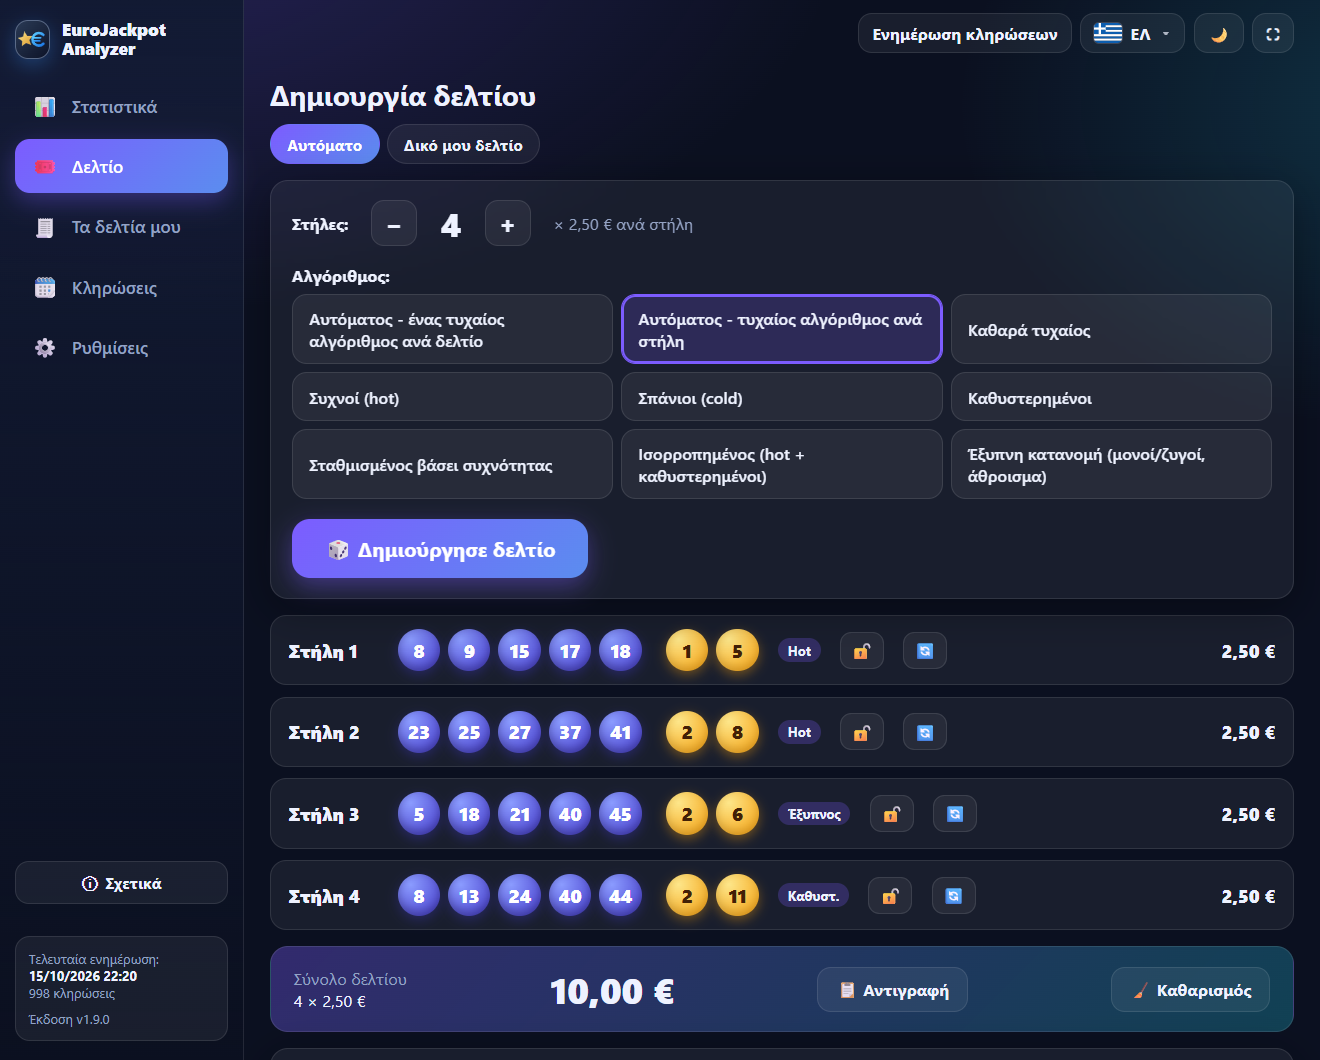 EuroJackpot
Analyzer
Στατιστικά
Δελτίο
Τα δελτία μου
Κληρώσεις
Ρυθμίσεις
Σχετικά
Τελευταία ενημέρωση:
15/10/2026 22:20
998 κληρώσεις
Έκδοση v1.9.0
Ενημέρωση κληρώσεων
ΕΛ
Δημιουργία δελτίου
Αυτόματο
Δικό μου δελτίο
Στήλες: − 4 + × 2,50 € ανά στήλη
Αλγόριθμος:
Αυτόματος - ένας τυχαίος
αλγόριθμος ανά δελτίο
Αυτόματος - τυχαίος αλγόριθμος ανά
στήλη
Καθαρά τυχαίος
Συχνοί (hot)
Σπάνιοι (cold)
Καθυστερημένοι
Σταθμισμένος βάσει συχνότητας
Ισορροπημένος (hot +
καθυστερημένοι)
Έξυπνη κατανομή (μονοί/ζυγοί,
άθροισμα)
Δημιούργησε δελτίο
Στήλη 1 8 9 15 17 18 1 5 Hot 2,50 €
Στήλη 2 23 25 27 37 41 2 8 Hot 2,50 €
Στήλη 3 5 18 21 40 45 2 6 Έξυπνος 2,50 €
Στήλη 4 8 13 24 40 44 2 11 Καθυστ. 2,50 €
Σύνολο δελτίου
4 × 2,50 €
10,00 €
Αντιγραφή
Καθαρισμός